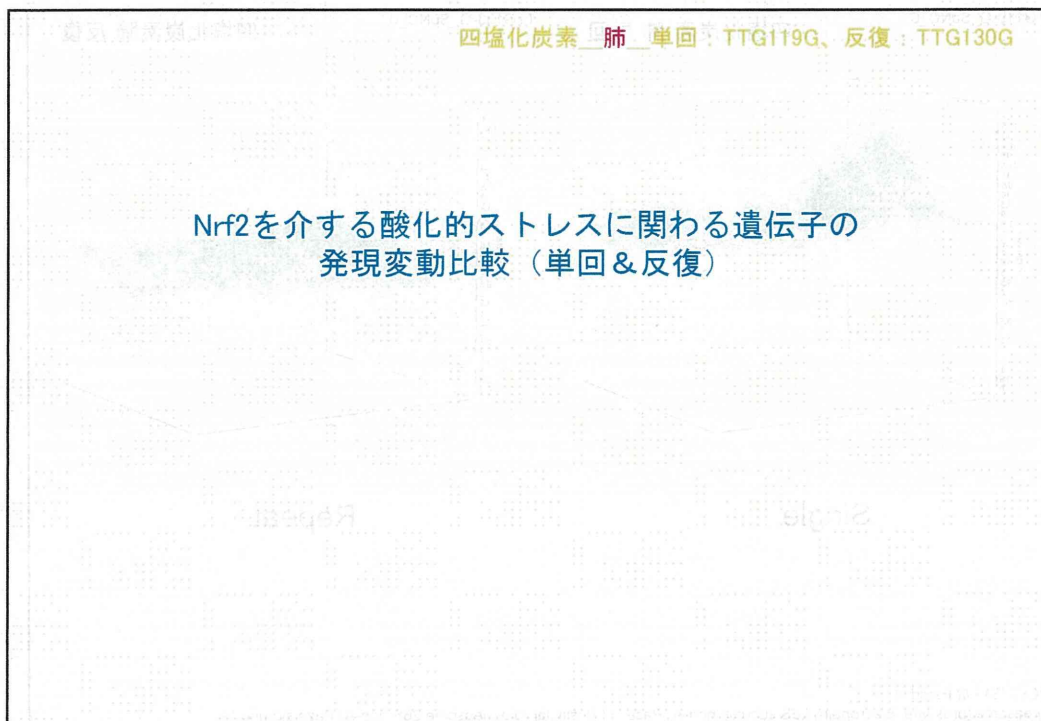 四塩化炭素__肺__単回：TTG119G、反復：TTG130G
Nrf2を介する酸化的ストレスに関わる遺伝子の
発現変動比較（単回＆反復）